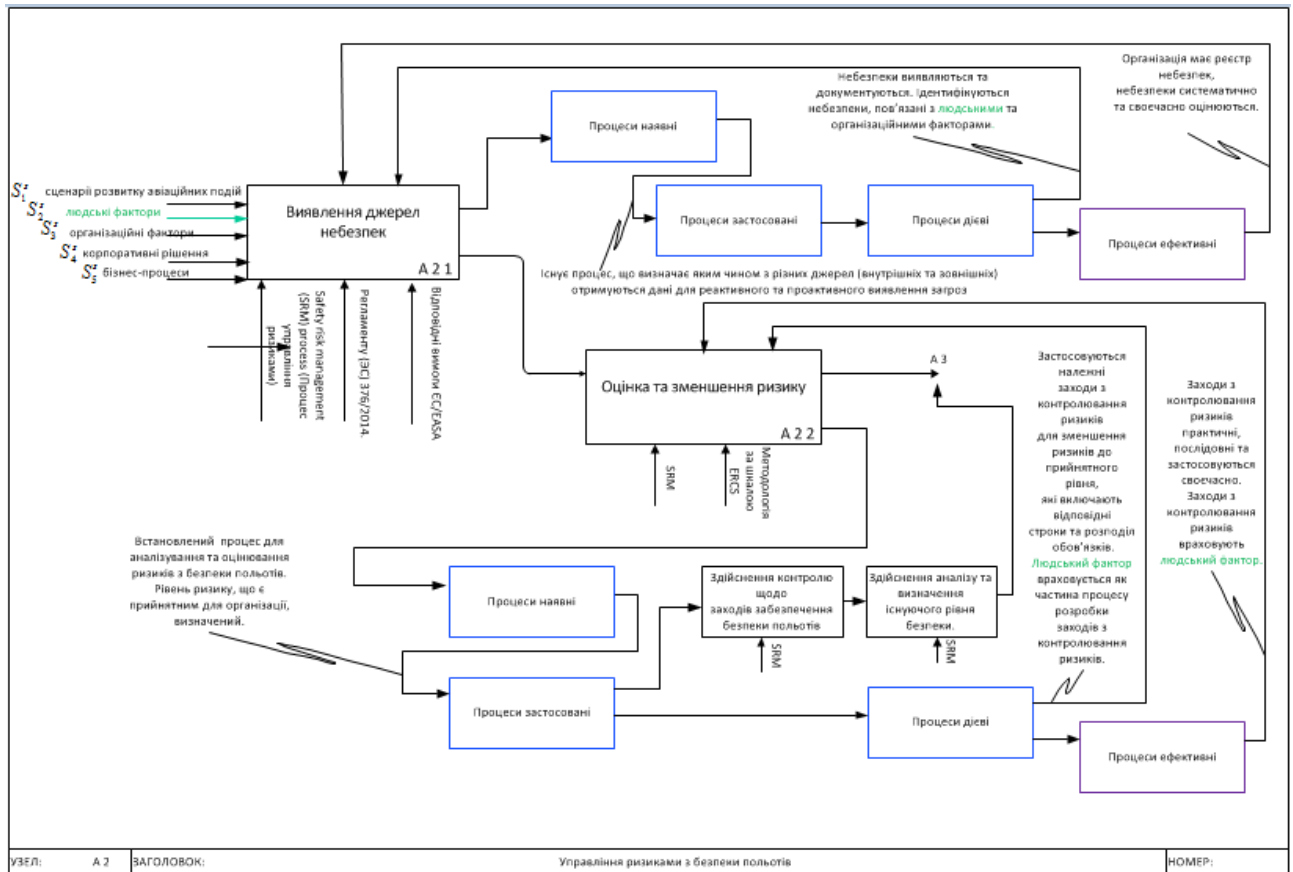 Організація має реєстр
небезпек,
небезпеки систематично
та своєчасно оцінюються.
Небезпеки виявляються та
документуються. Ідентифікуються
небезпеки, пов'язані з людськими та
організаційними факторами.
Процеси наявні
S₁ᶻ сценарії розвитку авіаційних подій
S₂ᶻ людські фактори
S₃ᶻ організаційні фактори
S₄ᶻ корпоративні рішення
S₅ᶻ бізнес-процеси
Виявлення джерел
небезпек
А 2 1
Процеси застосовані
Процеси дієві
Процеси ефективні
Існує процес, що визначає яким чином з різних джерел (внутрішніх та зовнішніх)
отримуються дані для реактивного та проактивного виявлення загроз
Safety risk management
(SRM) process (Процес
управління
ризиками)
Регламенту (ЭС) 376/2014.
Відповідні вимоги ЄС/EASA
Оцінка та зменшення ризику
А 2 2
А 3
SRM
Методологія
за шкалою
ERCS
Застосовуються
належні
заходи з
контролювання
ризиків
для зменшення
ризиків до
прийнятного
рівня,
які включають
відповідні
строки та розподіл
обов'язків.
Людський фактор
враховується як
частина процесу
розробки
заходів з
контролювання
ризиків.
Заходи з
контролювання
ризиків
практичні,
послідовні та
застосовуються
своєчасно.
Заходи з
контролювання
ризиків
враховують
людський фактор.
Встановлений процес для
аналізування та оцінювання
ризиків з безпеки польотів.
Рівень ризику, що є
прийнятним для організації,
визначений.
Процеси наявні
Здійснення контролю
щодо
заходів забезпечення
безпеки польотів
SRM
Здійснення аналізу та
визначення
існуючого рівня
безпеки.
SRM
Процеси застосовані
Процеси дієві
Процеси ефективні
УЗЕЛ: А 2
ЗАГОЛОВОК: Управління ризиками з безпеки польотів
НОМЕР: